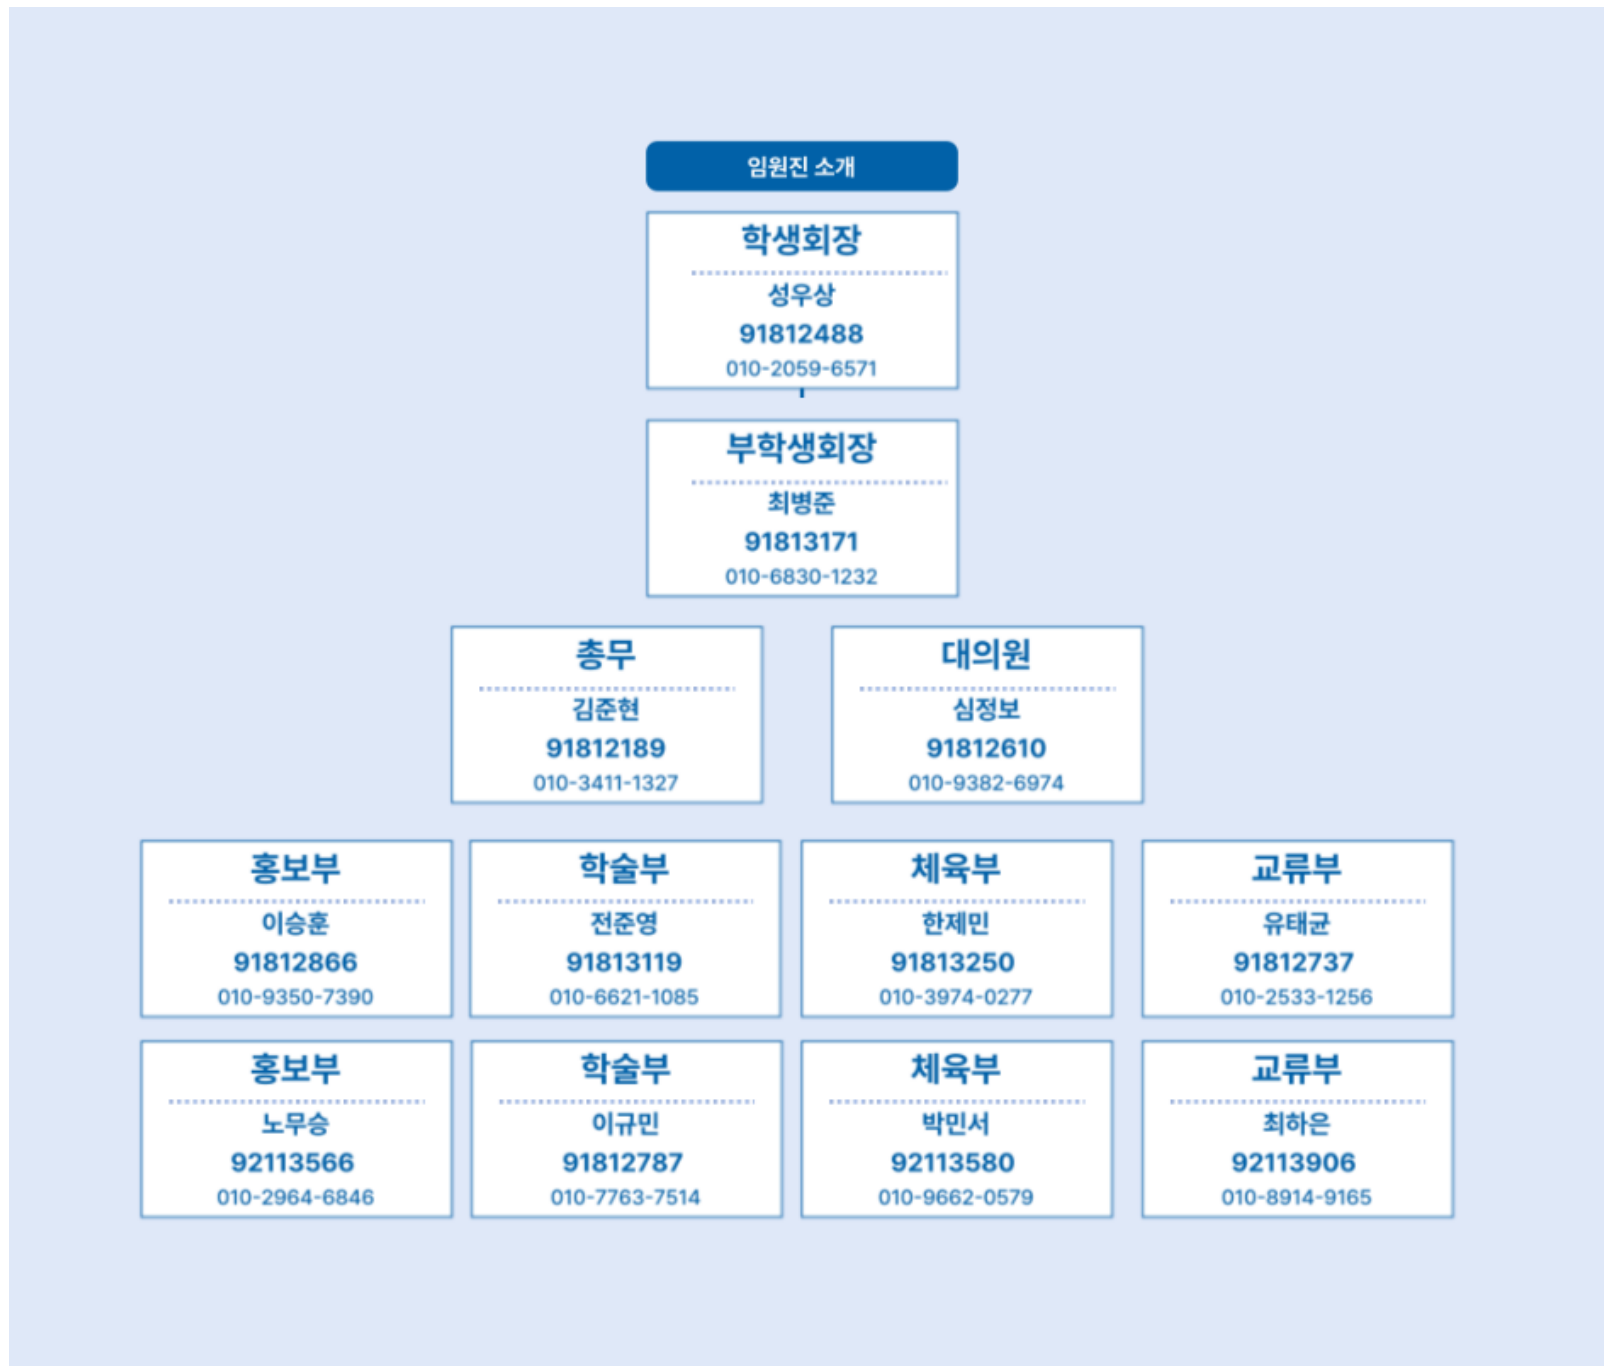 임원진 소개
학생회장
성우상
91812488
010-2059-6571
부학생회장
최병준
91813171
010-6830-1232
총무
김준현
91812189
010-3411-1327
대의원
심정보
91812610
010-9382-6974
홍보부
이승훈
91812866
010-9350-7390
학술부
전준영
91813119
010-6621-1085
체육부
한제민
91813250
010-3974-0277
교류부
유태균
91812737
010-2533-1256
홍보부
노무승
92113566
010-2964-6846
학술부
이규민
91812787
010-7763-7514
체육부
박민서
92113580
010-9662-0579
교류부
최하은
92113906
010-8914-9165